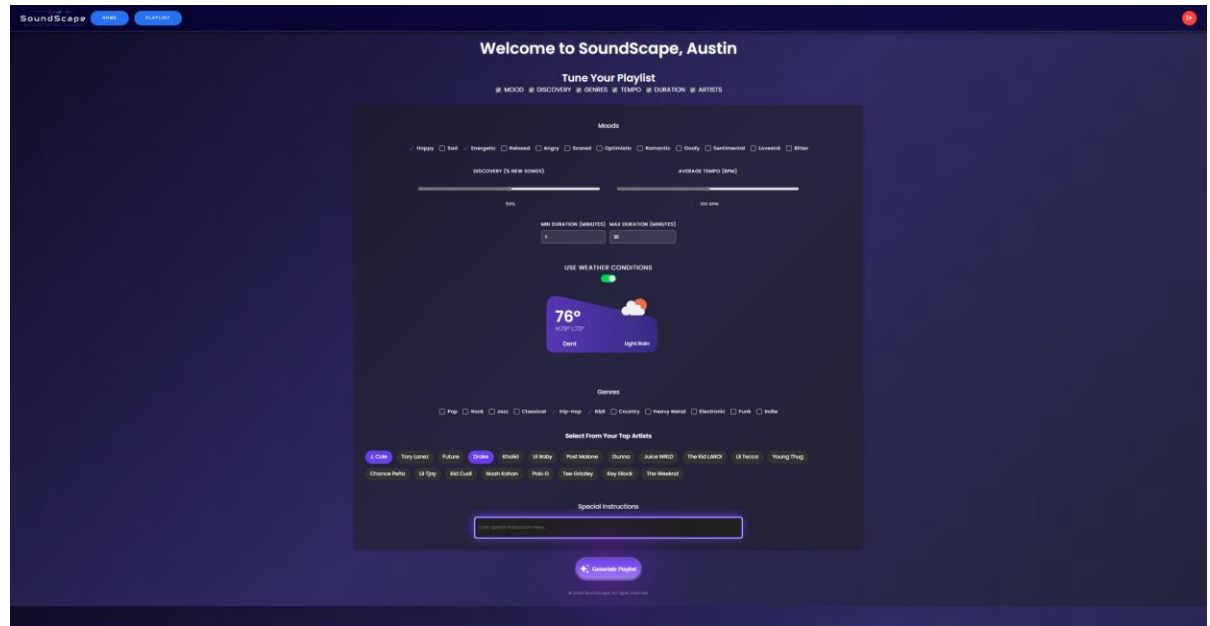 SoundScape HOME PLAYLIST
Welcome to SoundScape, Austin
Tune Your Playlist
MOOD DISCOVERY GENRES TEMPO DURATION ARTISTS
Moods
Happy Sad Energetic Relaxed Angry Scared Optimistic Romantic Goofy Sentimental Lovesick Bitter
DISCOVERY (% NEW SONGS) AVERAGE TEMPO (BPM)
50% 100 BPM
MIN DURATION (MINUTES) MAX DURATION (MINUTES)
1 30
USE WEATHER CONDITIONS
76°
Dent Light Rain
Genres
Pop Rock Jazz Classical Hip-Hop R&B Country Heavy Metal Electronic Funk Indie
Select From Your Top Artists
J. Cole Tory Lanez Future Drake Khalid Lil Baby Post Malone Gunna Juice WRLD The Kid LAROI Lil Tecca Young Thug
Chance Peña Lil Tjay Kid Cudi Noah Kahan Polo G Tee Grizzley Key Glock The Weeknd
Special Instructions
Enter special instructions here...
Generate Playlist
SoundScape. All rights reserved.